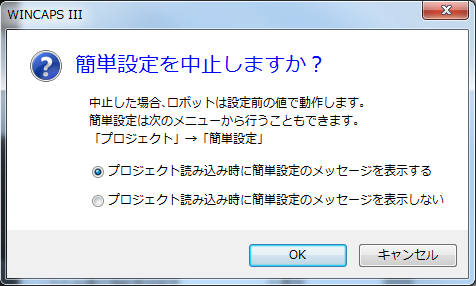 WINCAPS III
簡単設定を中止しますか？
中止した場合、ロボットは設定前の値で動作します。
簡単設定は次のメニューから行うこともできます。
「プロジェクト」→「簡単設定」
プロジェクト読み込み時に簡単設定のメッセージを表示する
プロジェクト読み込み時に簡単設定のメッセージを表示しない
OK
キャンセル